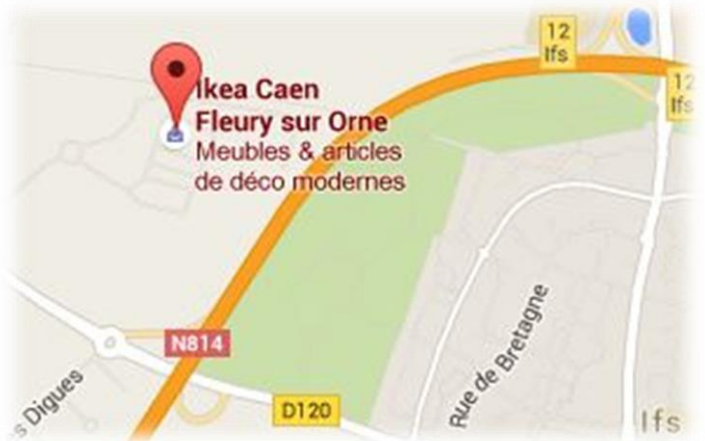 12
Ifs
12
Ifs
Ikea Caen
Fleury sur Orne
Meubles & articles
de déco modernes
N814
Rue de Bretagne
s Digues
D120
Ifs